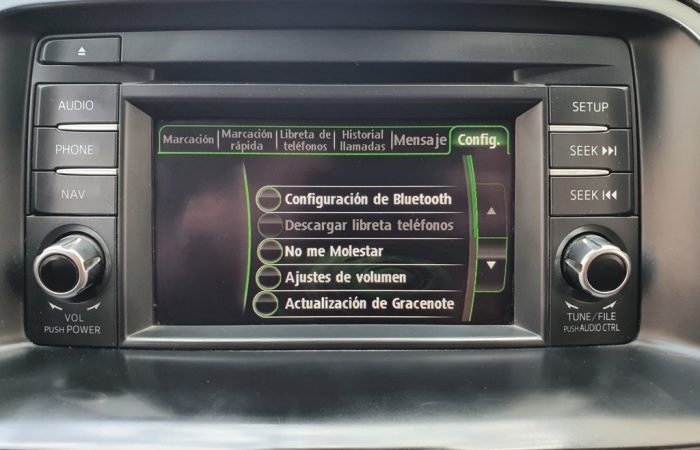 AUDIO
PHONE
NAV
VOL
PUSH POWER
Marcación
Marcación
rápida
Libreta de
teléfonos
Historial
llamadas
Mensaje
Config.
Configuración de Bluetooth
Descargar libreta teléfonos
No me Molestar
Ajustes de volumen
Actualización de Gracenote
SETUP
SEEK
SEEK
TUNE/FILE
PUSH AUDIO CTRL